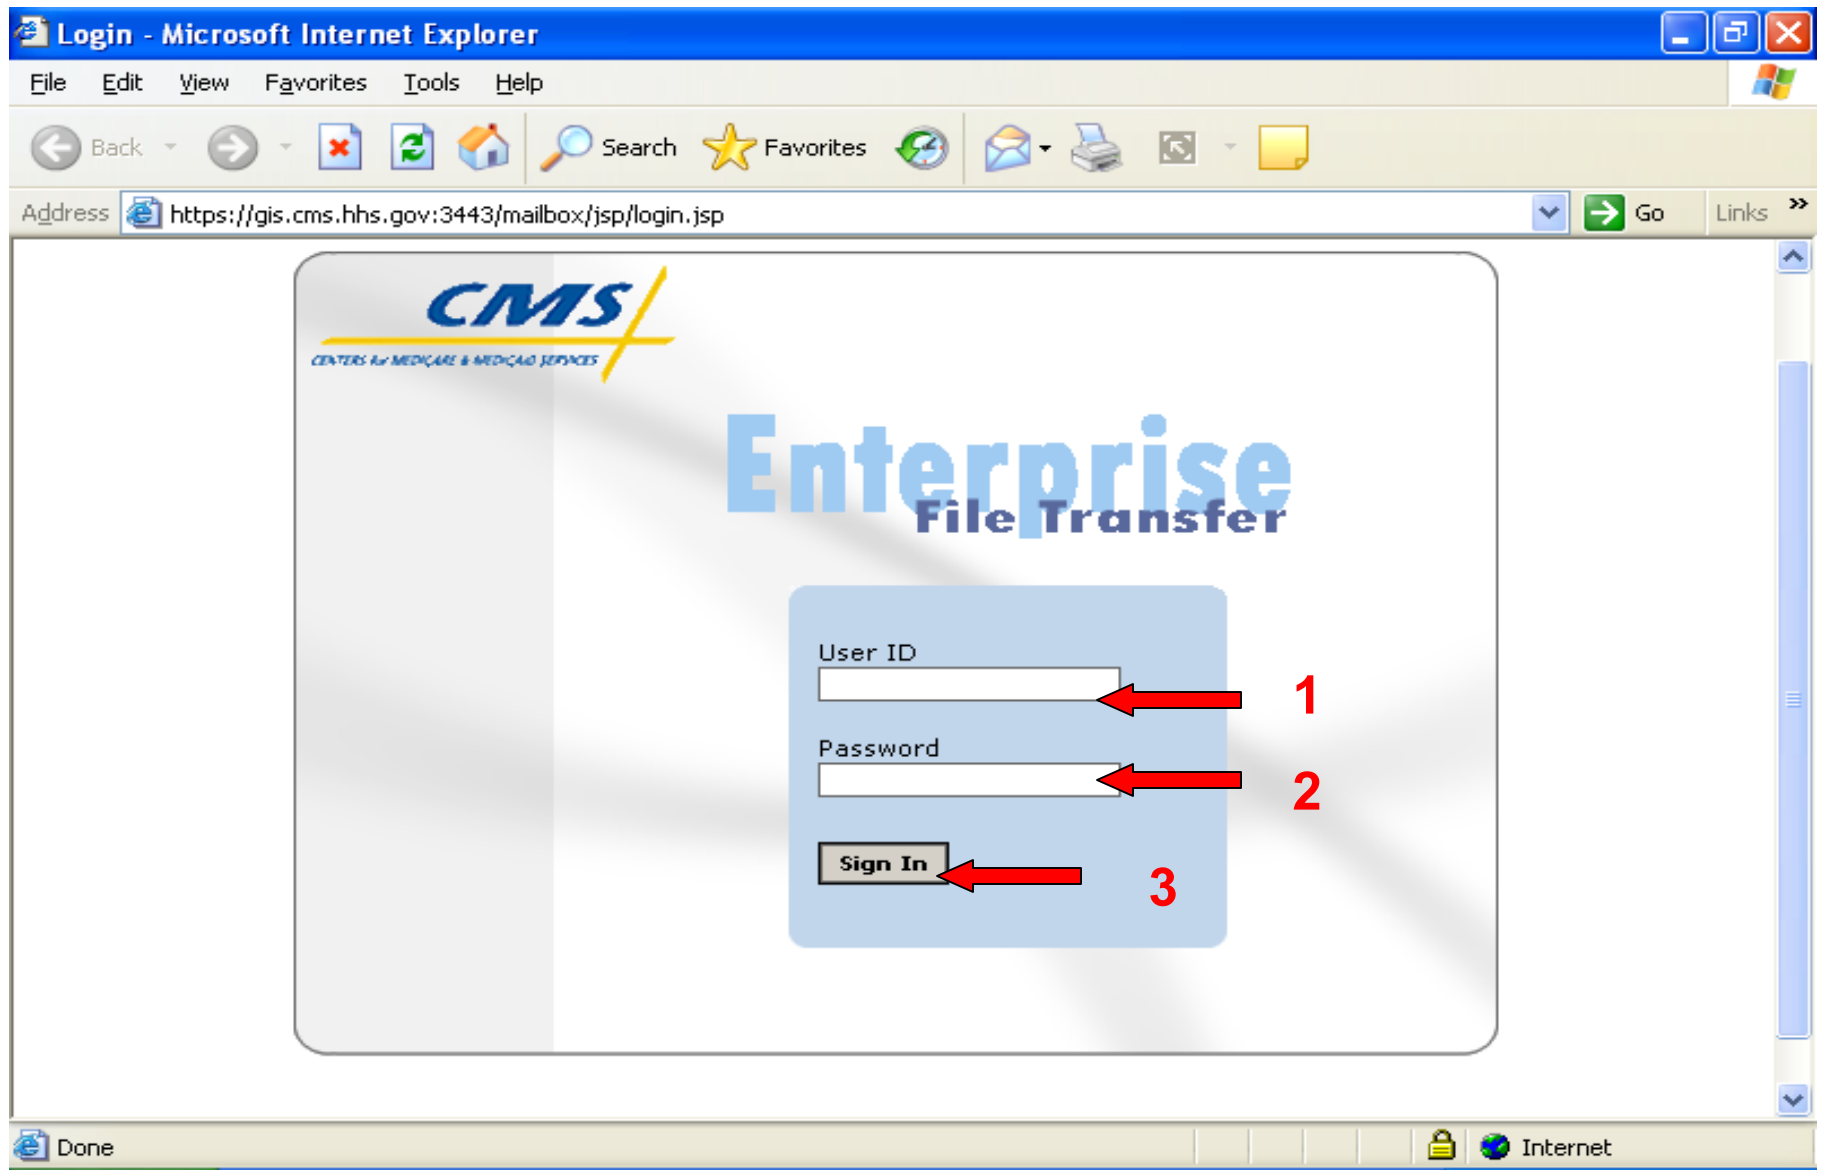 Login - Microsoft Internet Explorer
File Edit View Favorites Tools Help
Back Search Favorites
Address https://gis.cms.hhs.gov:3443/mailbox/jsp/login.jsp Go Links »
CMS
CENTERS for MEDICARE & MEDICAID SERVICES
Enterprise
File Transfer
User ID
1
Password
2
Sign In
3
Done Internet